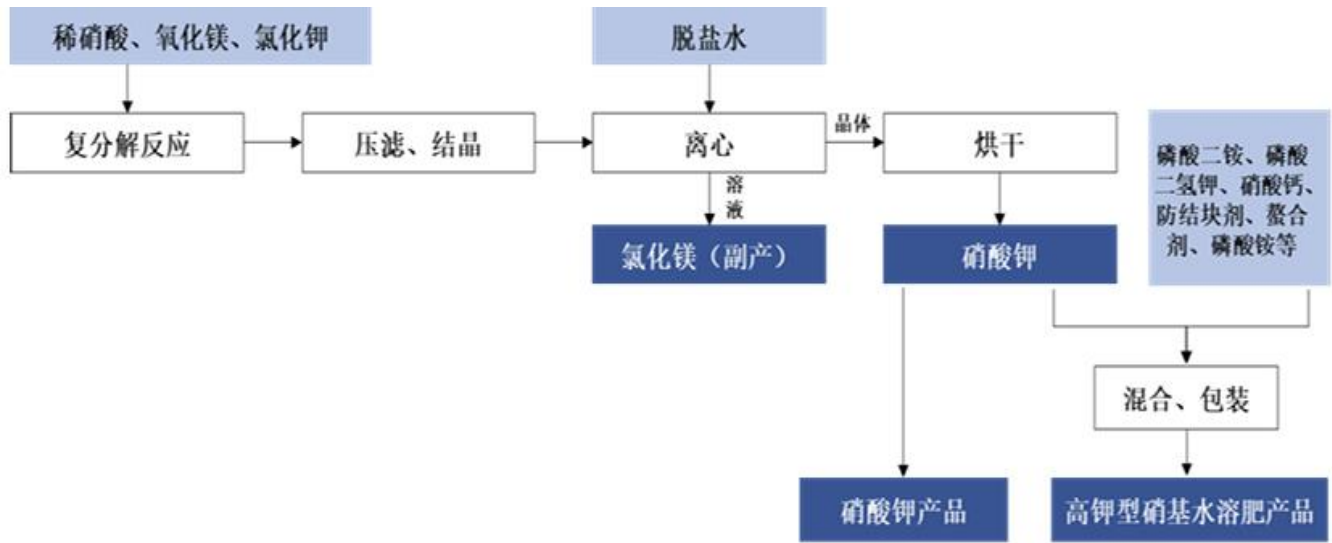 稀硝酸、氧化镁、氯化钾
脱盐水
复分解反应
压滤、结晶
离心
晶体
烘干
磷酸二铵、磷酸
二氢钾、硝酸钙、
防结块剂、螯合
剂、磷酸铵等
溶
液
氯化镁（副产）
硝酸钾
混合、包装
硝酸钾产品
高钾型硝基水溶肥产品